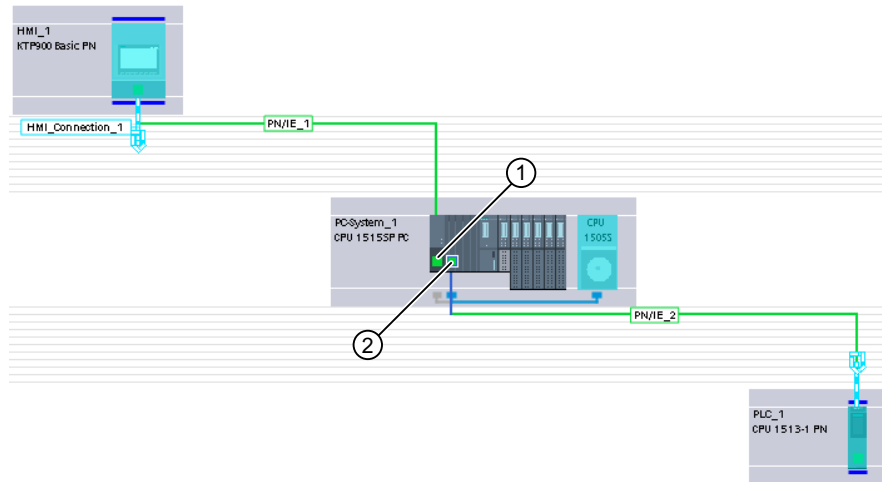 HMI_1
KTP900 Basic PN
HMI_Connection_1
PN/IE_1
1
PC-System_1
CPU 1515SP PC
CPU
1505S
PN/IE_2
2
PLC_1
CPU 1513-1 PN